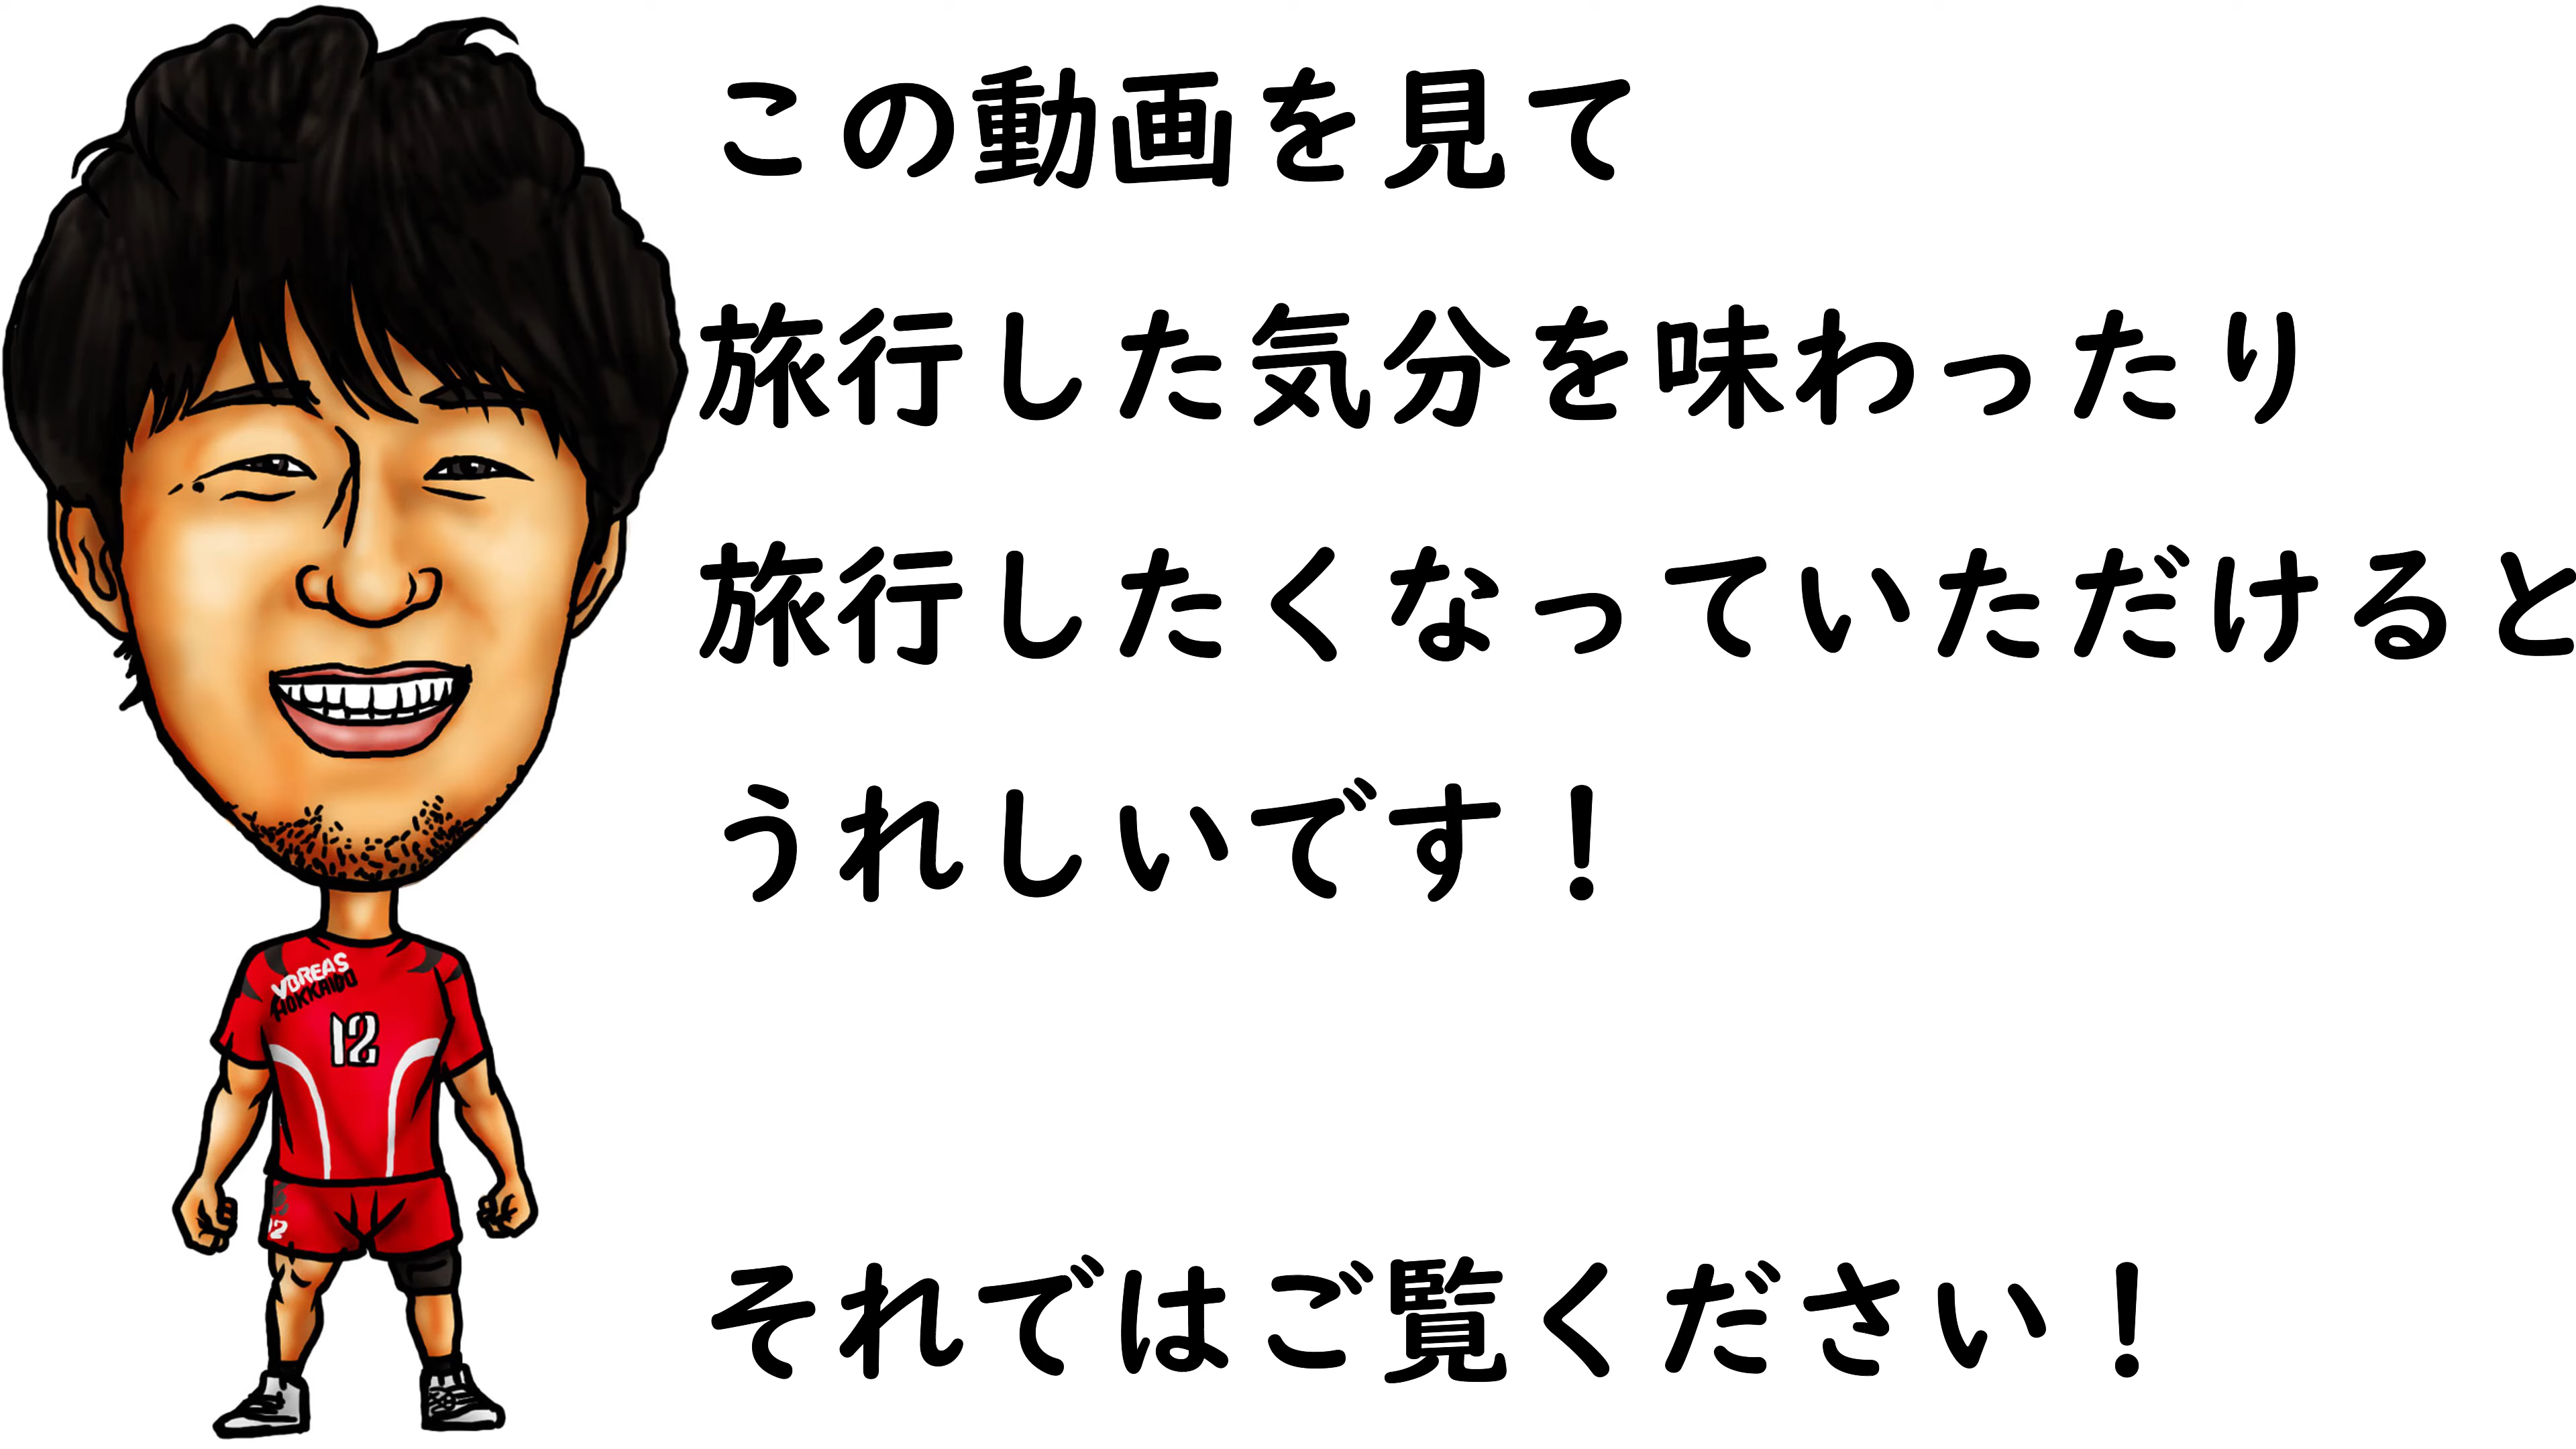 この動画を見て
旅行した気分を味わったり
旅行したくなっていただけると
うれしいです！
それではご覧ください！
VOREAS
HOKKAIDO
12
12